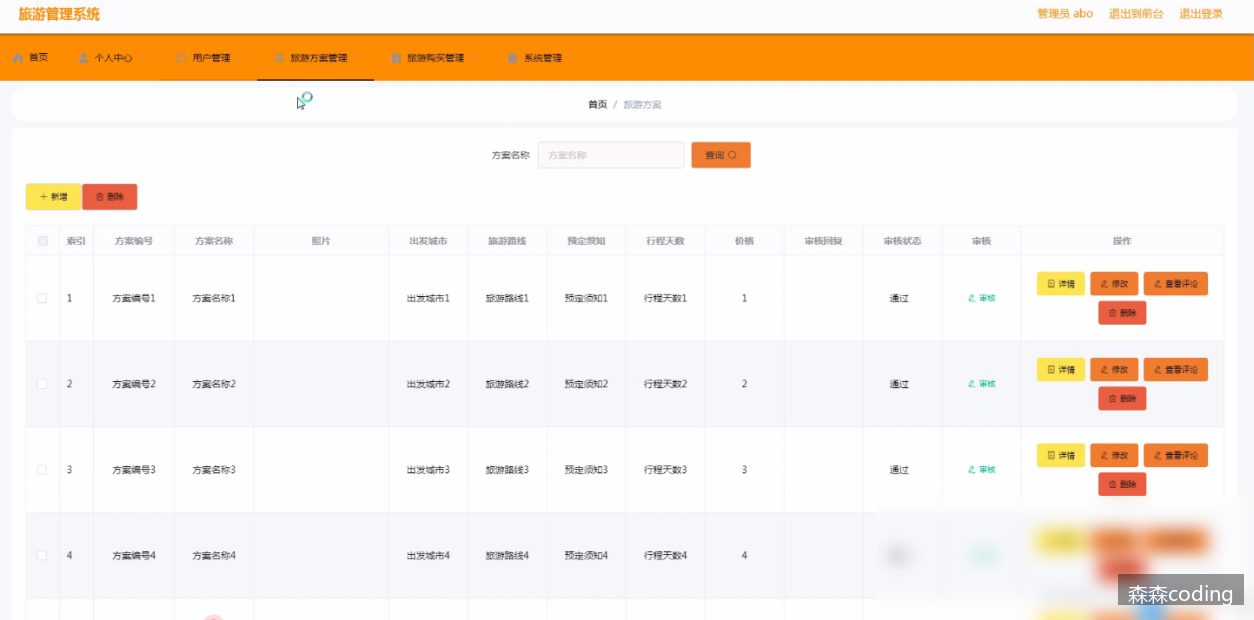 旅游管理系统 管理员 abo 退出到前台 退出登录
首页 个人中心 用户管理 旅游方案管理 旅游购买管理 系统管理
首页 / 旅游方案
方案名称 方案名称 查询
+ 新增 删除
索引 方案编号 方案名称 照片 出发城市 旅游路线 预定须知 行程天数 价格 审核回复 审核状态 审核 操作
1 方案编号1 方案名称1 出发城市1 旅游路线1 预定须知1 行程天数1 1 通过 审核 详情 修改 查看评论
删除
2 方案编号2 方案名称2 出发城市2 旅游路线2 预定须知2 行程天数2 2 通过 审核 详情 修改 查看评论
删除
3 方案编号3 方案名称3 出发城市3 旅游路线3 预定须知3 行程天数3 3 通过 审核 详情 修改 查看评论
删除
4 方案编号4 方案名称4 出发城市4 旅游路线4 预定须知4 行程天数4 4
森森coding